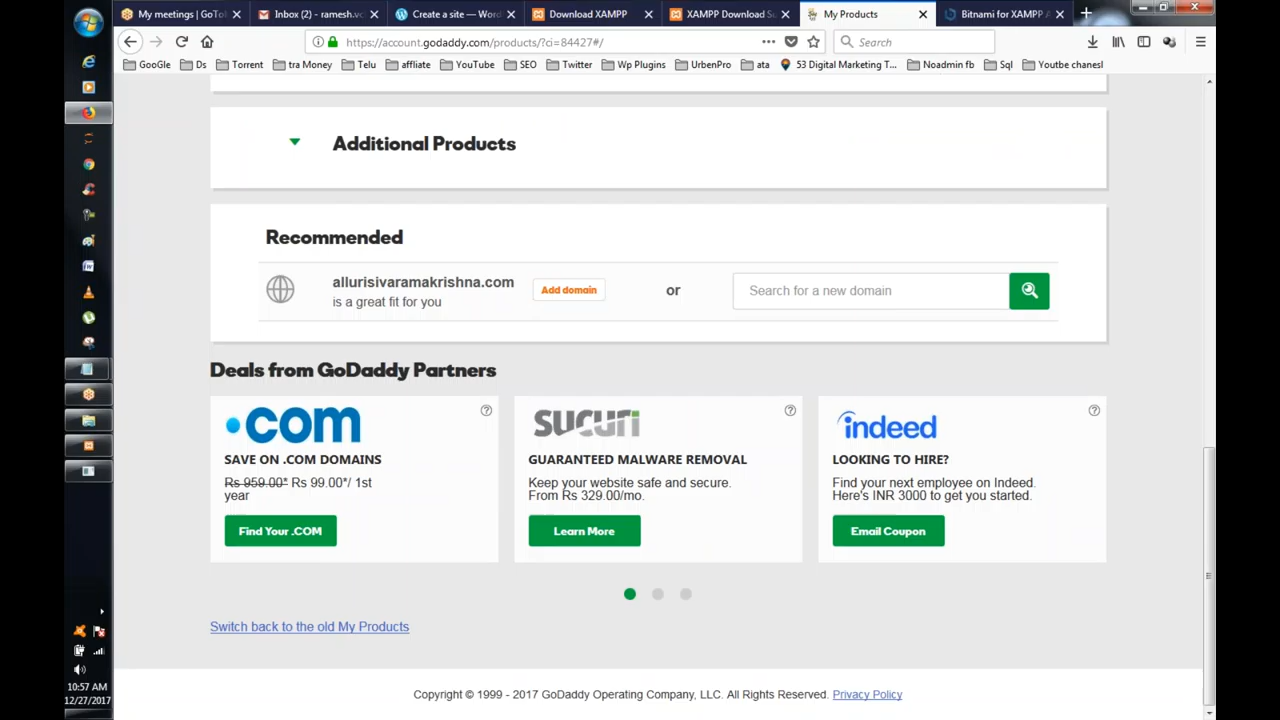 My meetings | GoTo
Inbox (2) - ramesh.vc
Create a site — Word
Download XAMPP
XAMPP Download Su
My Products
Bitnami for XAMPP A
https://account.godaddy.com/products/?ci=84427#/
Search
GooGle
Ds
Torrent
tra Money
Telu
affliate
YouTube
SEO
Twitter
Wp Plugins
UrbenPro
ata
53 Digital Marketing T...
Noadmin fb
Sql
Youtbe chanesl
Additional Products
Recommended
allurisivaramakrishna.com
is a great fit for you
Add domain
or
Search for a new domain
Deals from GoDaddy Partners
.com
SAVE ON .COM DOMAINS
Rs 959.00* Rs 99.00*/ 1st
year
Find Your .COM
SUCURI
GUARANTEED MALWARE REMOVAL
Keep your website safe and secure.
From Rs 329.00/mo.
Learn More
indeed
LOOKING TO HIRE?
Find your next employee on Indeed.
Here's INR 3000 to get you started.
Email Coupon
Switch back to the old My Products
Copyright © 1999 - 2017 GoDaddy Operating Company, LLC. All Rights Reserved. Privacy Policy
10:57 AM
12/27/2017